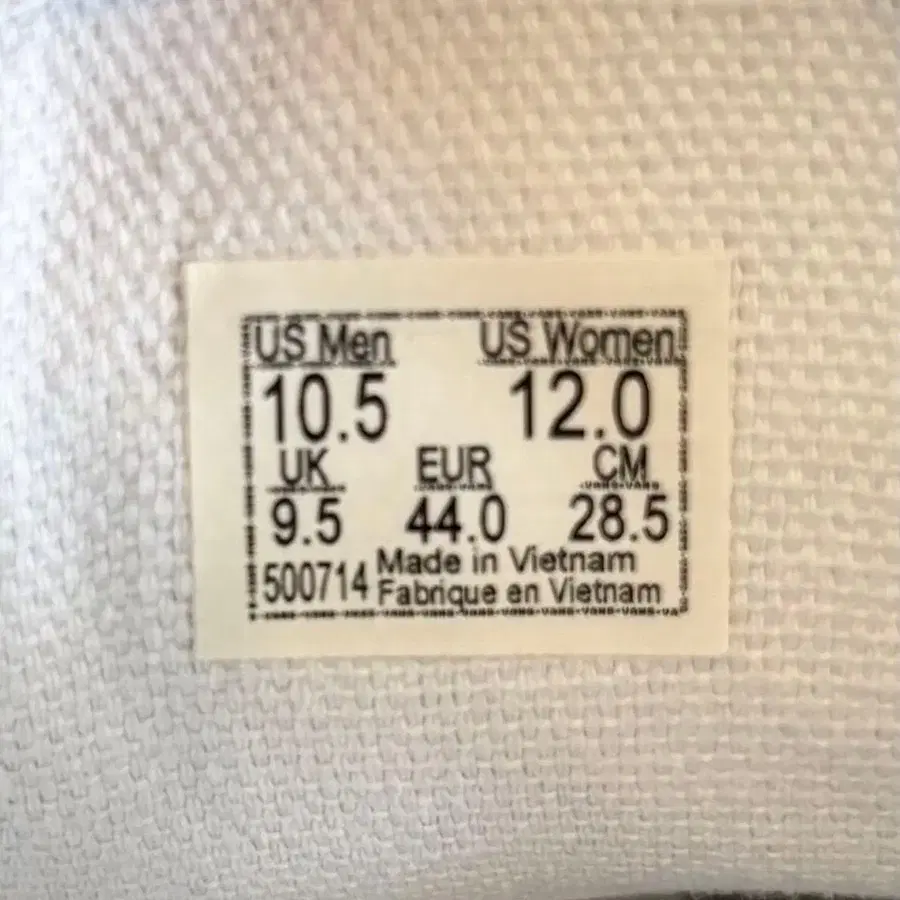 US Men US Women
10.5 12.0
UK EUR CM
9.5 44.0 28.5
500714 Made in Vietnam
Fabrique en Vietnam